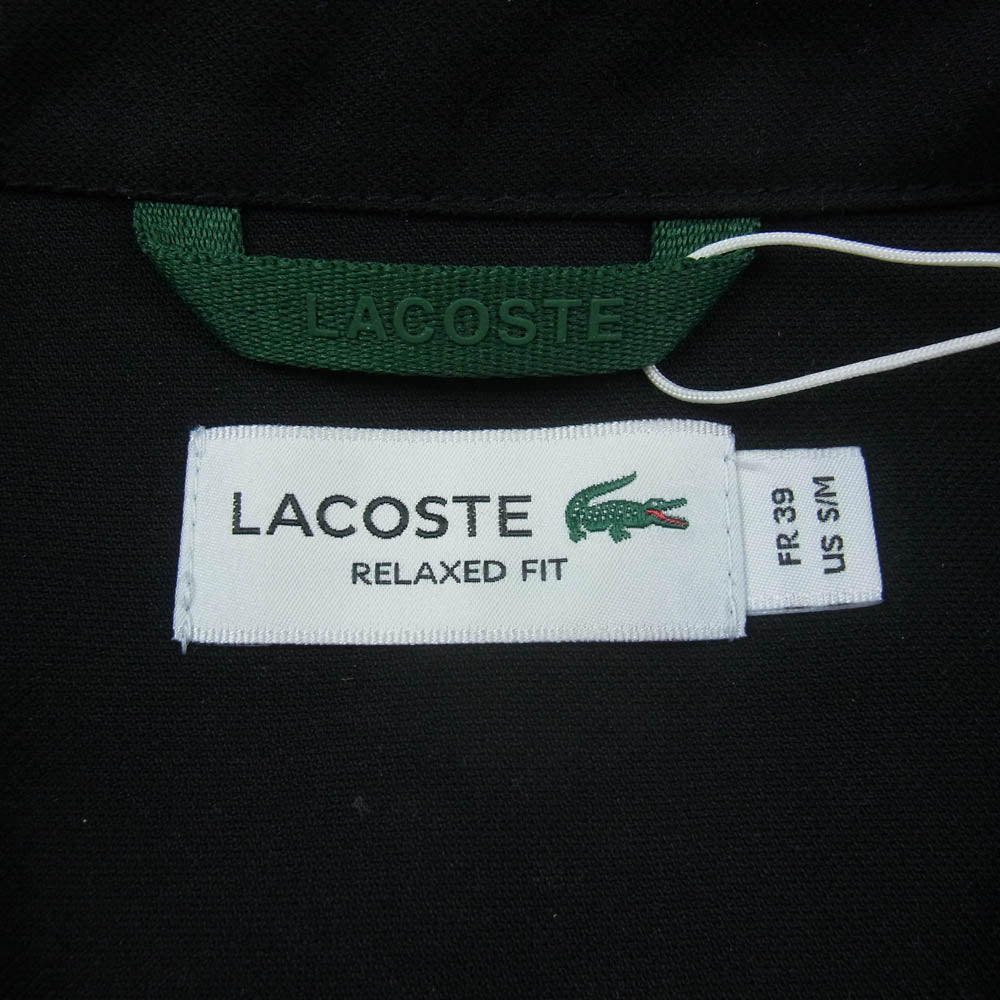 LACOSTE
LACOSTE
RELAXED FIT
FR 39
US S/M